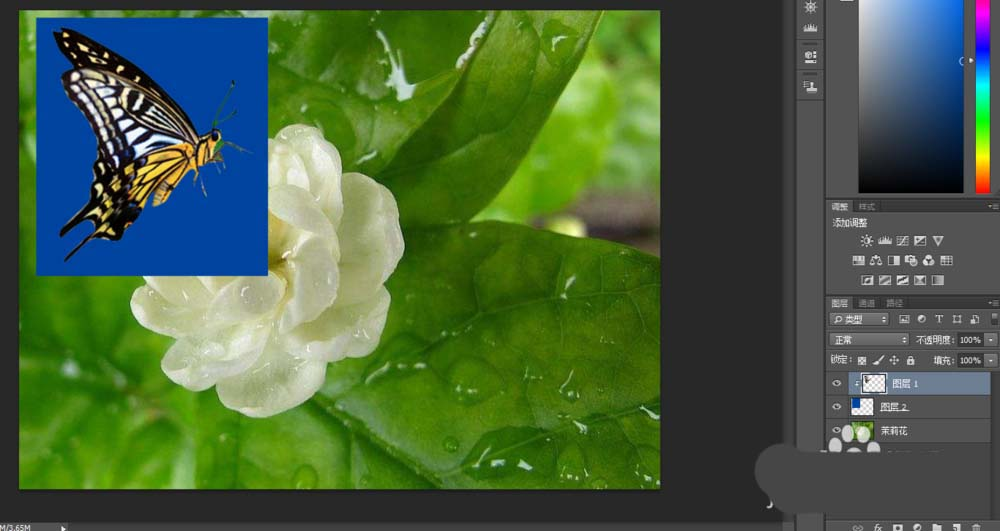 调整 样式
添加调整
图层 通道 路径
类型
正常 不透明度: 100%
锁定: 填充: 100%
图层 1
图层 2
茉莉花
M/3.65M